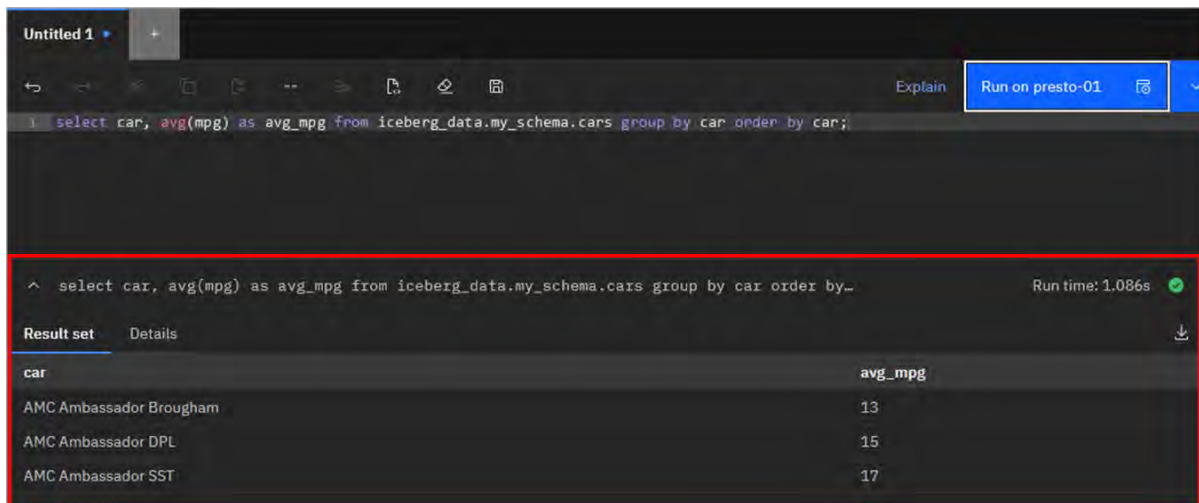 Untitled 1
+
Explain
Run on presto-01
1 select car, avg(mpg) as avg_mpg from iceberg_data.my_schema.cars group by car order by car;
select car, avg(mpg) as avg_mpg from iceberg_data.my_schema.cars group by car order by…
Run time: 1.086s
Result set Details
car avg_mpg
AMC Ambassador Brougham 13
AMC Ambassador DPL 15
AMC Ambassador SST 17